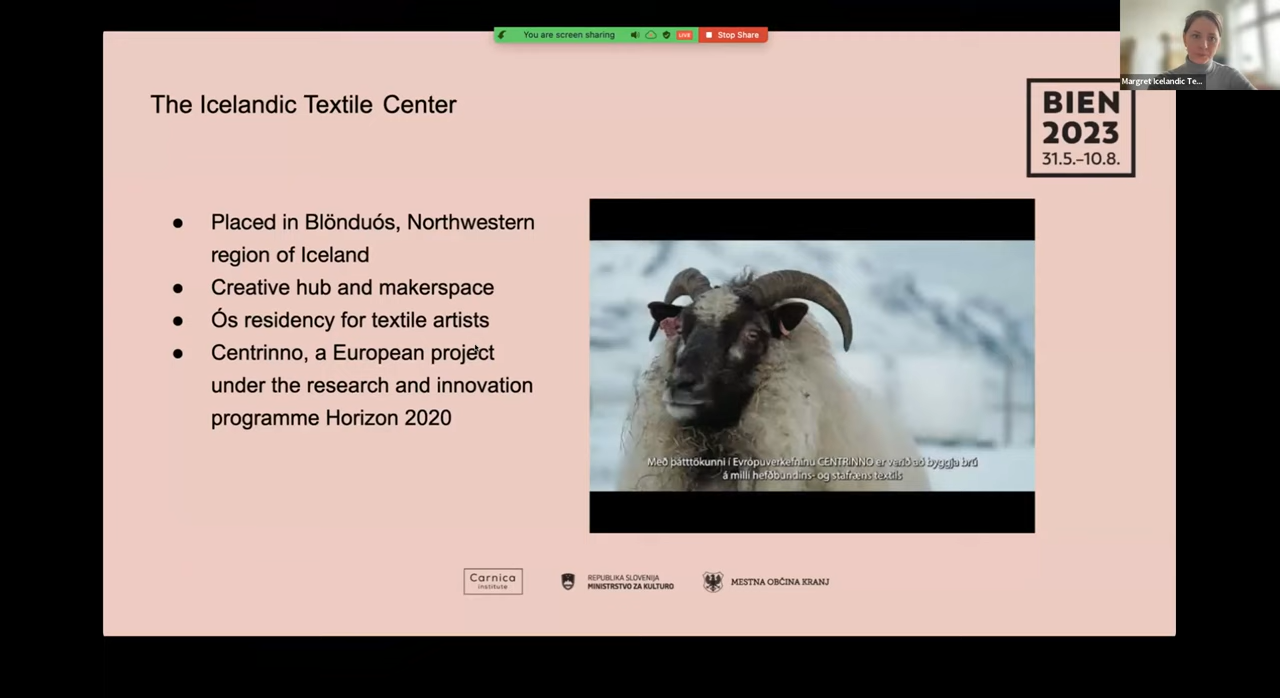 You are screen sharing
LIVE
Stop Share
Margret Icelandic Te...
The Icelandic Textile Center
BIEN
2023
31.5.–10.8.
● Placed in Blönduós, Northwestern
region of Iceland
● Creative hub and makerspace
● Ós residency for textile artists
● Centrinno, a European project
under the research and innovation
programme Horizon 2020
Með þátttökunni í Evrópuverkefninu CENTRINNO er verið að byggja brú
á milli hefðbundins- og stafræns textíls
Carnica
institute
REPUBLIKA SLOVENIJA
MINISTRSTVO ZA KULTURO
MESTNA OBČINA KRANJ